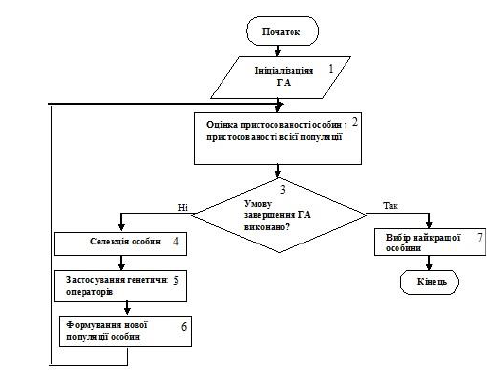 Початок
Ініціалізація 1
ГА
Оцінка пристосованості особин 2
пристосованості всієї популяції
3
Умову
завершення ГА
виконано?
Ні
Так
Селекція особин 4
Вибір найкращої 7
особини
Застосування генетичн 5
операторів
Кінець
Формування нової 6
популяції особин